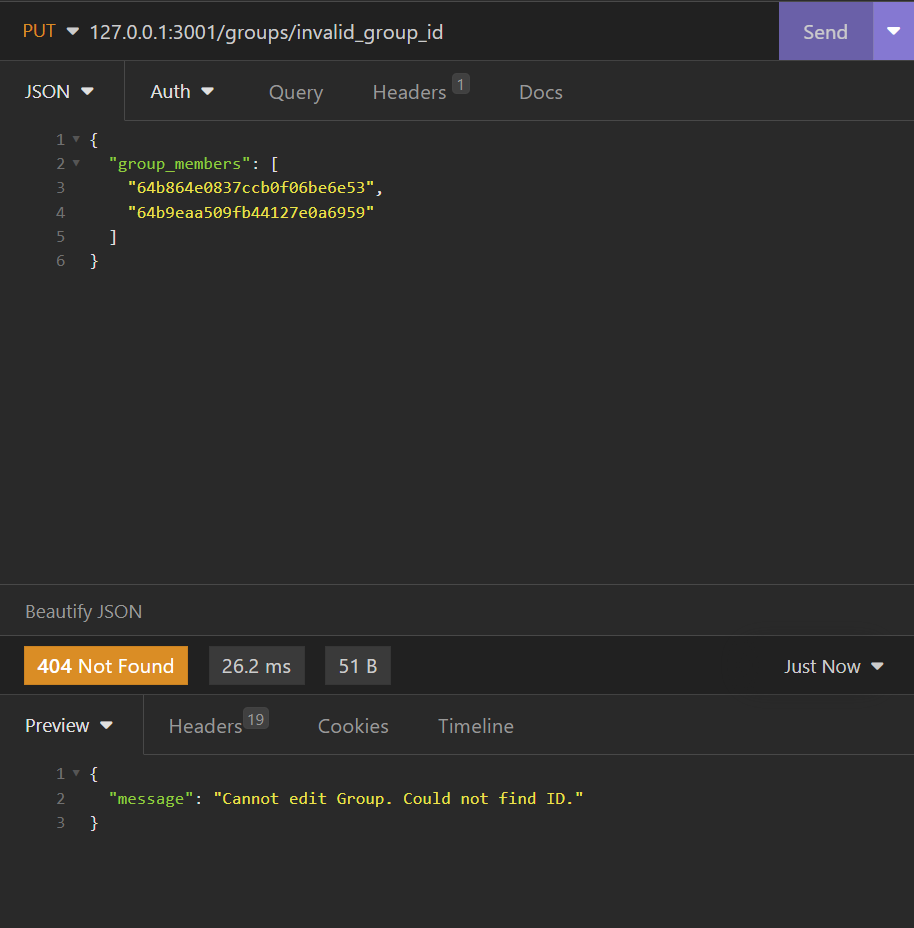 PUT 127.0.0.1:3001/groups/invalid_group_id Send
JSON Auth Query Headers 1 Docs
1 {
2 "group_members": [
3 "64b864e0837ccb0f06be6e53",
4 "64b9eaa509fb44127e0a6959"
5 ]
6 }
Beautify JSON
404 Not Found 26.2 ms 51 B Just Now
Preview Headers 19 Cookies Timeline
1 {
2 "message": "Cannot edit Group. Could not find ID."
3 }